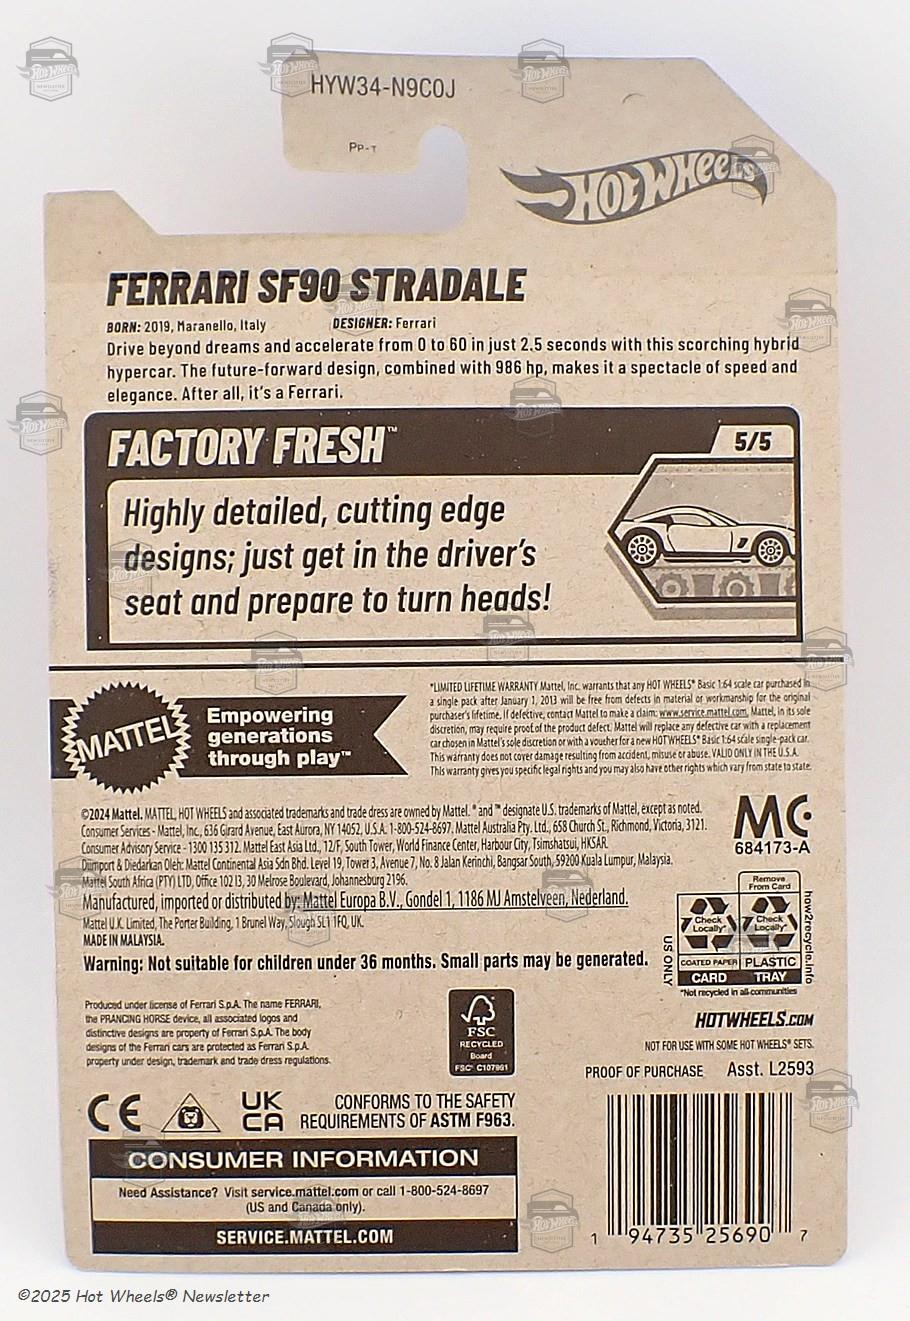 HYW34-N9C0J
PP-T
HOT WHEELS
FERRARI SF90 STRADALE
BORN: 2019, Maranello, Italy DESIGNER: Ferrari
Drive beyond dreams and accelerate from 0 to 60 in just 2.5 seconds with this scorching hybrid
hypercar. The future-forward design, combined with 986 hp, makes it a spectacle of speed and
elegance. After all, it's a Ferrari.
FACTORY FRESH™
5/5
Highly detailed, cutting edge
designs; just get in the driver's
seat and prepare to turn heads!
MATTEL
Empowering
generations
through play™
*LIMITED LIFETIME WARRANTY Mattel, Inc. warrants that any HOT WHEELS® Basic 1:64 scale car purchased in
a single pack after January 1, 2013 will be free from defects in material or workmanship for the original
purchaser's lifetime. If defective, contact Mattel to make a claim: www.service.mattel.com. Mattel, in its sole
discretion, may require proof of the product defect. Mattel will replace any defective car with a replacement
car chosen in Mattel's sole discretion or with a voucher for a new HOT WHEELS® Basic 1:64 scale single-pack car.
This warranty does not cover damage resulting from accident, misuse or abuse. VALID ONLY IN THE U.S.A.
This warranty gives you specific legal rights and you may also have other rights which vary from state to state.
©2024 Mattel. MATTEL, HOT WHEELS and associated trademarks and trade dress are owned by Mattel. ® and ™ designate U.S. trademarks of Mattel, except as noted.
Consumer Services - Mattel, Inc., 636 Girard Avenue, East Aurora, NY 14052, U.S.A. 1-800-524-8697. Mattel Australia Pty. Ltd., 658 Church St., Richmond, Victoria, 3121.
Consumer Advisory Service - 1300 135 312. Mattel East Asia Ltd., 12/F, South Tower, World Finance Center, Harbour City, Tsimshatsui, HKSAR.
Diimport & Diedarkan Oleh: Mattel Continental Asia Sdn Bhd. Level 19, Tower 3, Avenue 7, No. 8 Jalan Kerinchi, Bangsar South, 59200 Kuala Lumpur, Malaysia.
Mattel South Africa (PTY) LTD, Office 102 I3, 30 Melrose Boulevard, Johannesburg 2196.
Manufactured, imported or distributed by: Mattel Europa B.V., Gondel 1, 1186 MJ Amstelveen, Nederland.
Mattel U.K. Limited, The Porter Building, 1 Brunel Way, Slough SL1 1FQ, UK.
MADE IN MALAYSIA.
Warning: Not suitable for children under 36 months. Small parts may be generated.
MC
684173-A
Remove
From Card
Check
Locally*
Check
Locally*
COATED PAPER
PLASTIC
CARD
TRAY
US ONLY
how2recycle.info
*Not recycled in all communities
Produced under license of Ferrari S.p.A. The name FERRARI,
the PRANCING HORSE device, all associated logos and
distinctive designs are property of Ferrari S.p.A. The body
designs of the Ferrari cars are protected as Ferrari S.p.A.
property under design, trademark and trade dress regulations.
FSC
RECYCLED
Board
FSC® C107991
HOTWHEELS.COM
NOT FOR USE WITH SOME HOT WHEELS® SETS.
PROOF OF PURCHASE Asst. L2593
CE
UK
CA
CONFORMS TO THE SAFETY
REQUIREMENTS OF ASTM F963.
CONSUMER INFORMATION
Need Assistance? Visit service.mattel.com or call 1-800-524-8697
(US and Canada only).
SERVICE.MATTEL.COM
1 94735 25690 7
©2025 Hot Wheels® Newsletter